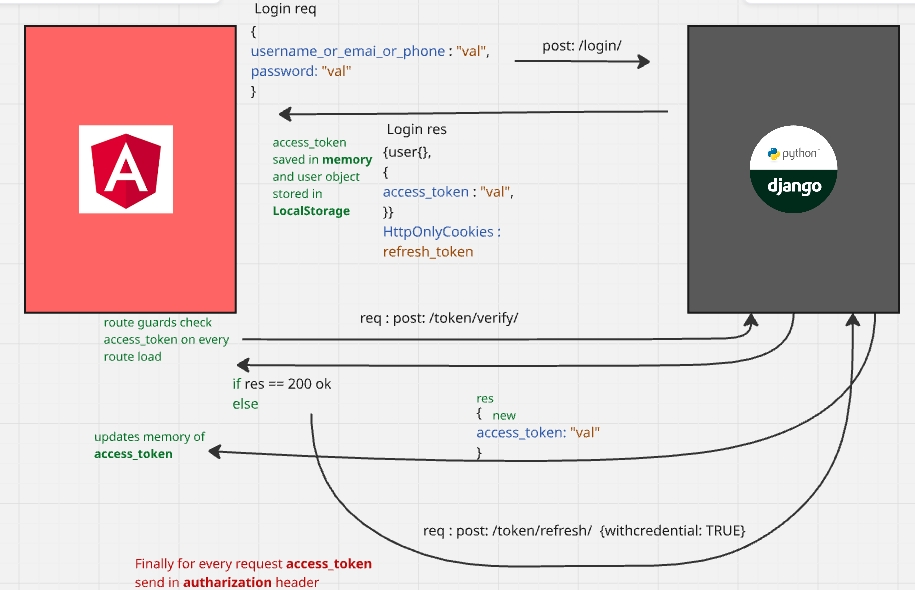 Login req
{
username_or_emai_or_phone : "val",
password: "val"
}
post: /login/
Login res
{user{},
{
access_token : "val",
}}
HttpOnlyCookies :
refresh_token
access_token
saved in memory
and user object
stored in
LocalStorage
python
django
route guards check
access_token on every
route load
req : post: /token/verify/
if res == 200 ok
else
res
{ new
access_token: "val"
}
updates memory of
access_token
req : post: /token/refresh/ {withcredential: TRUE}
Finally for every request access_token
send in autharization header